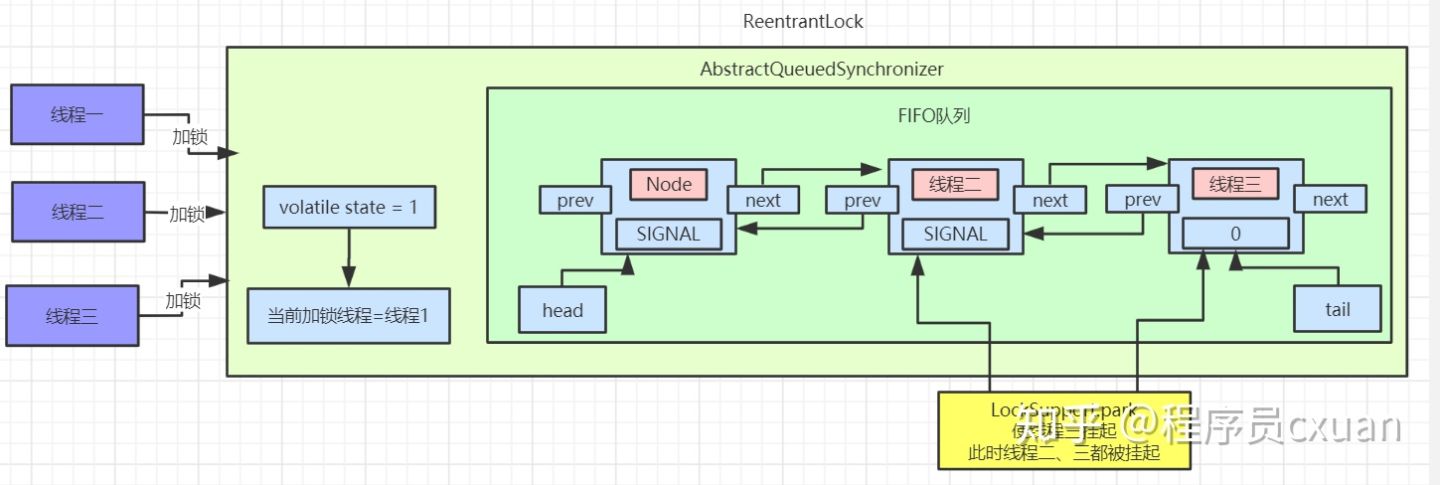 ReentrantLock
AbstractQueuedSynchronizer
FIFO队列
线程一
加锁
线程二
加锁
线程三
加锁
volatile state = 1
当前加锁线程=线程1
Node
prev
next
SIGNAL
线程二
prev
next
SIGNAL
线程三
prev
next
0
head
tail
LockSupport.park
使线程三挂起
此时线程二、三都被挂起
知乎 @程序员cxuan